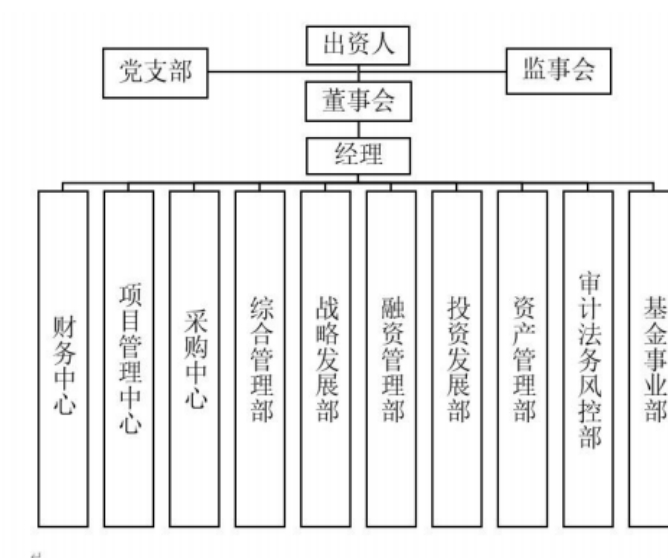 出资人
党支部
监事会
董事会
经理
财务中心
项目管理中心
采购中心
综合管理部
战略发展部
融资管理部
投资发展部
资产管理部
审计法务风控部
基金事业部